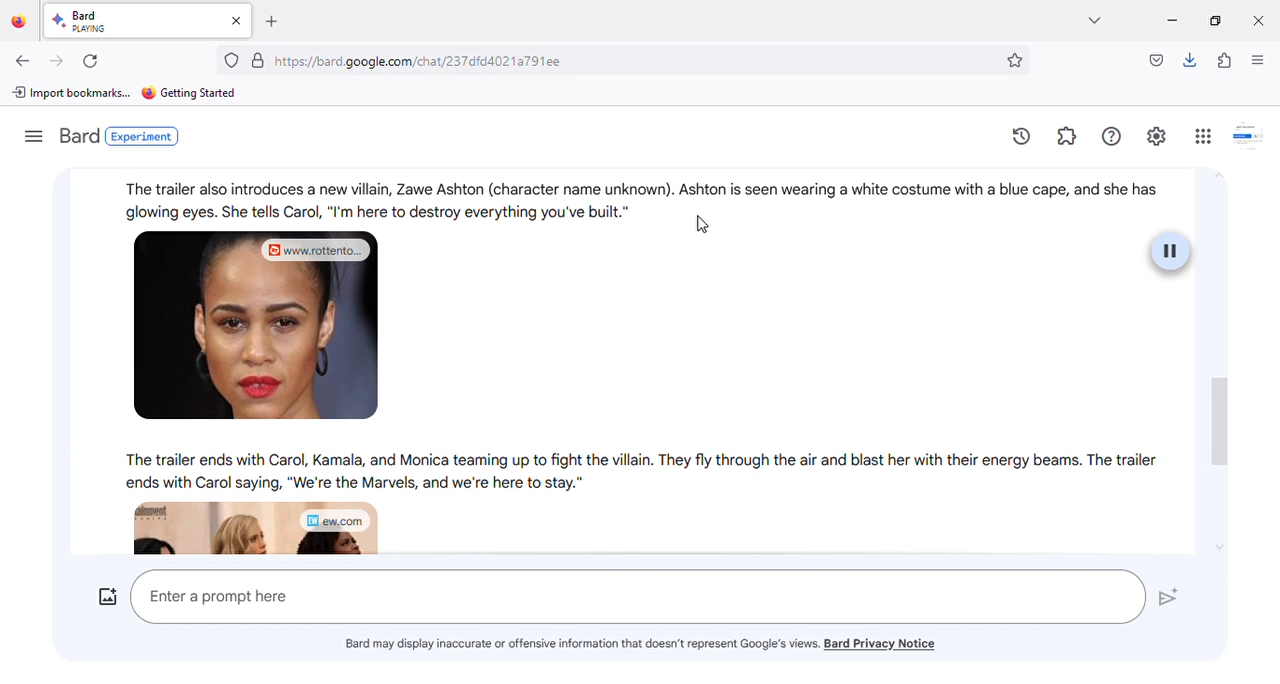 Bard
PLAYING
https://bard.google.com/chat/237dfd4021a791ee
Import bookmarks...
Getting Started
Bard Experiment
The trailer also introduces a new villain, Zawe Ashton (character name unknown). Ashton is seen wearing a white costume with a blue cape, and she has
glowing eyes. She tells Carol, "I'm here to destroy everything you've built."
www.rottento...
The trailer ends with Carol, Kamala, and Monica teaming up to fight the villain. They fly through the air and blast her with their energy beams. The trailer
ends with Carol saying, "We're the Marvels, and we're here to stay."
EW ew.com
Enter a prompt here
Bard may display inaccurate or offensive information that doesn't represent Google's views. Bard Privacy Notice